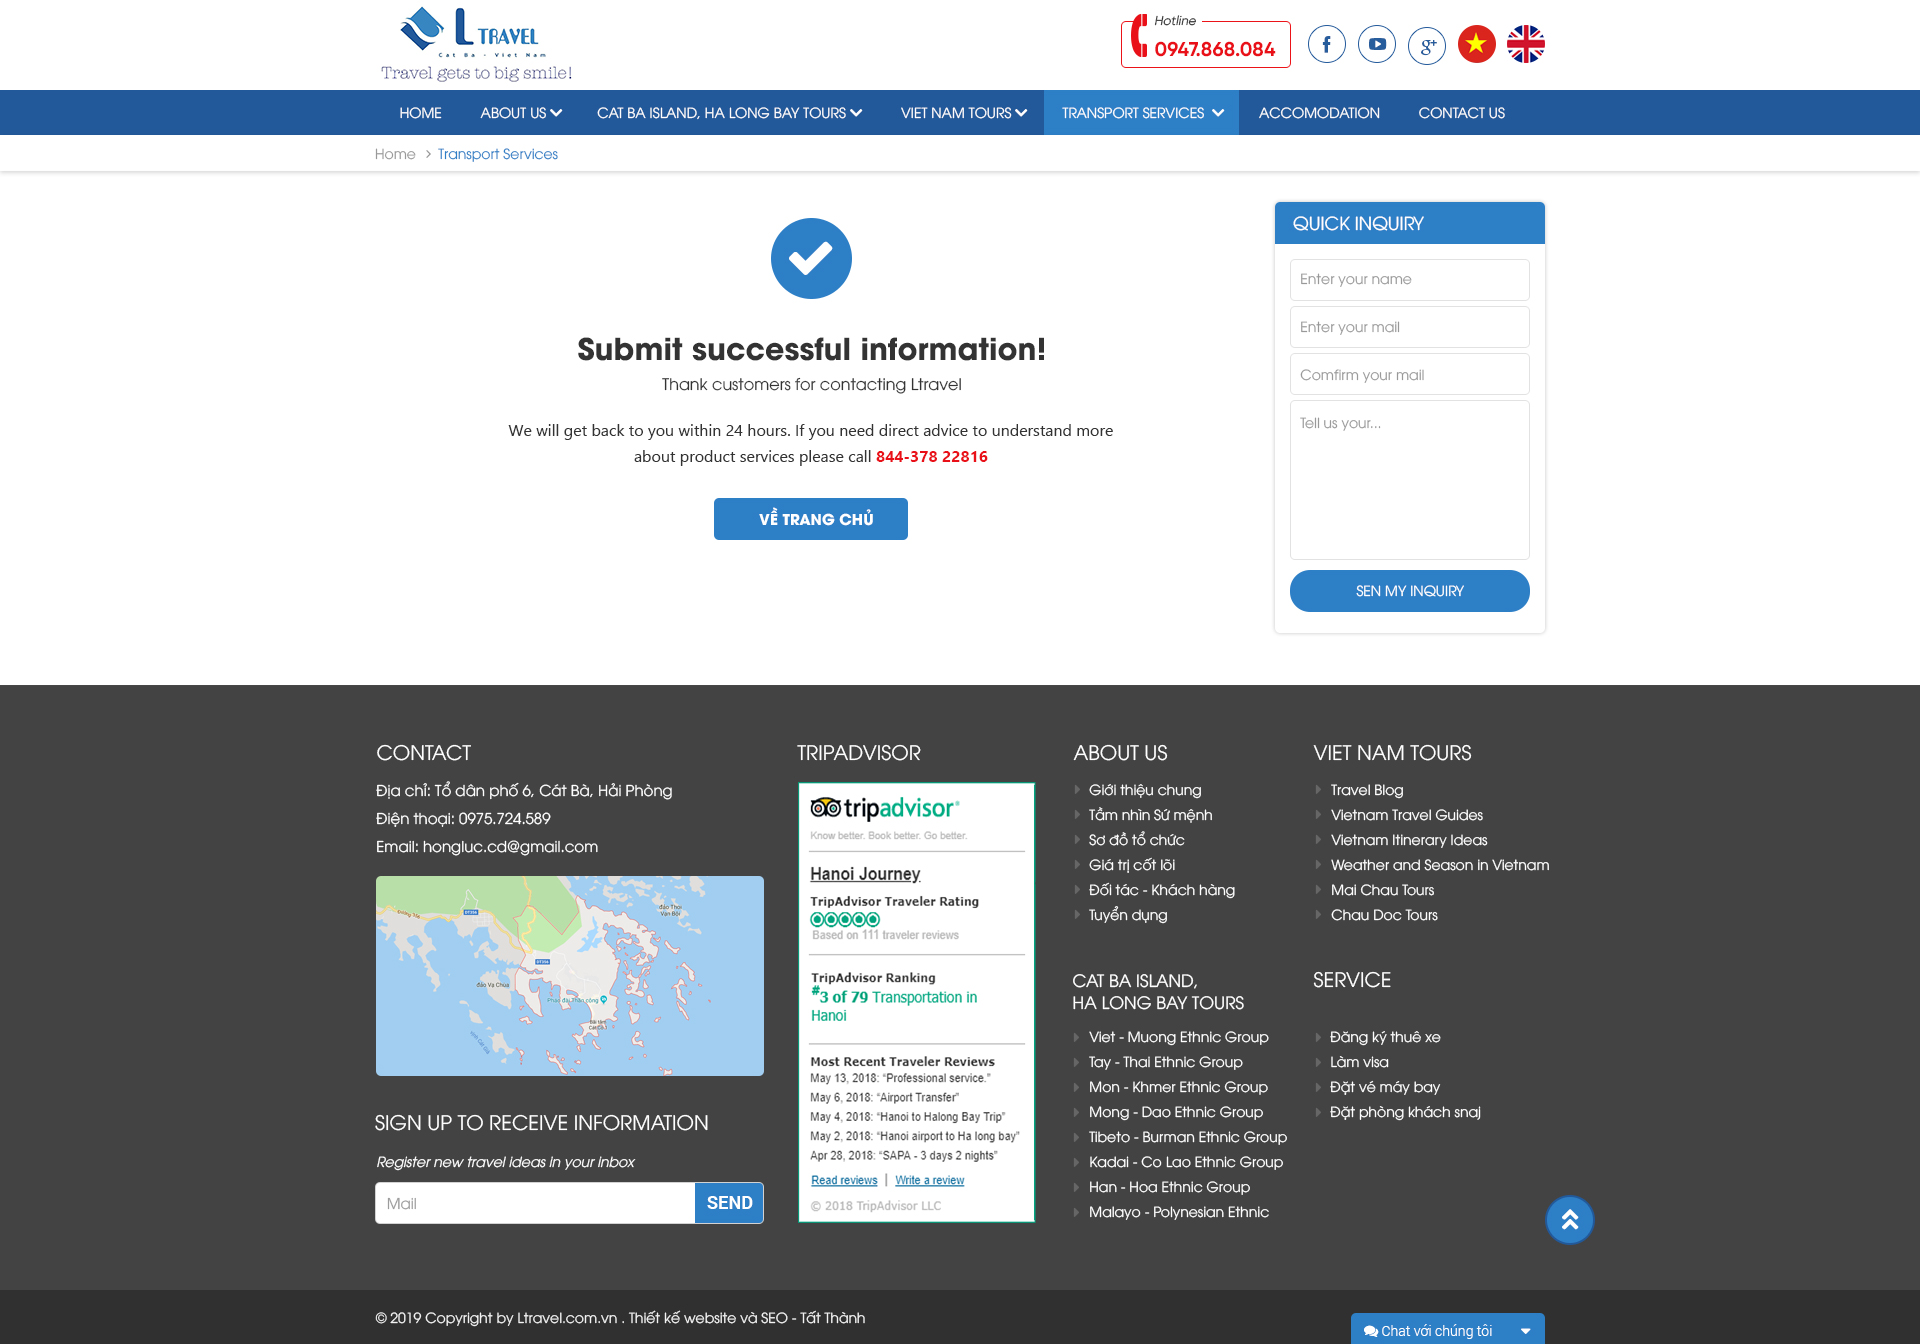 L TRAVEL
Cat Ba - Viet Nam
Travel gets to big smile!
Hotline
0947.868.084
HOME
ABOUT US
CAT BA ISLAND, HA LONG BAY TOURS
VIET NAM TOURS
TRANSPORT SERVICES
ACCOMODATION
CONTACT US
Home > Transport Services
Submit successful information!
Thank customers for contacting Ltravel
We will get back to you within 24 hours. If you need direct advice to understand more
about product services please call 844-378 22816
VỀ TRANG CHỦ
QUICK INQUIRY
Enter your name
Enter your mail
Comfirm your mail
Tell us your...
SEN MY INQUIRY
CONTACT
Địa chỉ: Tổ dân phố 6, Cát Bà, Hải Phòng
Điện thoại: 0975.724.589
Email: hongluc.cd@gmail.com
SIGN UP TO RECEIVE INFORMATION
Register new travel ideas in your inbox
Mail
SEND
TRIPADVISOR
tripadvisor
Know better. Book better. Go better.
Hanoi Journey
TripAdvisor Traveler Rating
Based on 111 traveler reviews
TripAdvisor Ranking
#3 of 79 Transportation in
Hanoi
Most Recent Traveler Reviews
May 13, 2018: “Professional service.”
May 6, 2018: “Airport Transfer”
May 4, 2018: “Hanoi to Halong Bay Trip”
May 2, 2018: “Hanoi airport to Ha long bay”
Apr 28, 2018: “SAPA - 3 days 2 nights”
Read reviews | Write a review
© 2018 TripAdvisor LLC
ABOUT US
Giới thiệu chung
Tầm nhìn Sứ mệnh
Sơ đồ tổ chức
Giá trị cốt lõi
Đối tác - Khách hàng
Tuyển dụng
VIET NAM TOURS
Travel Blog
Vietnam Travel Guides
Vietnam Itinerary Ideas
Weather and Season in Vietnam
Mai Chau Tours
Chau Doc Tours
CAT BA ISLAND,
HA LONG BAY TOURS
Viet - Muong Ethnic Group
Tay - Thai Ethnic Group
Mon - Khmer Ethnic Group
Mong - Dao Ethnic Group
Tibeto - Burman Ethnic Group
Kadai - Co Lao Ethnic Group
Han - Hoa Ethnic Group
Malayo - Polynesian Ethnic
SERVICE
Đăng ký thuê xe
Làm visa
Đặt vé máy bay
Đặt phòng khách snaj
© 2019 Copyright by Ltravel.com.vn . Thiết kế website và SEO - Tất Thành
Chat với chúng tôi